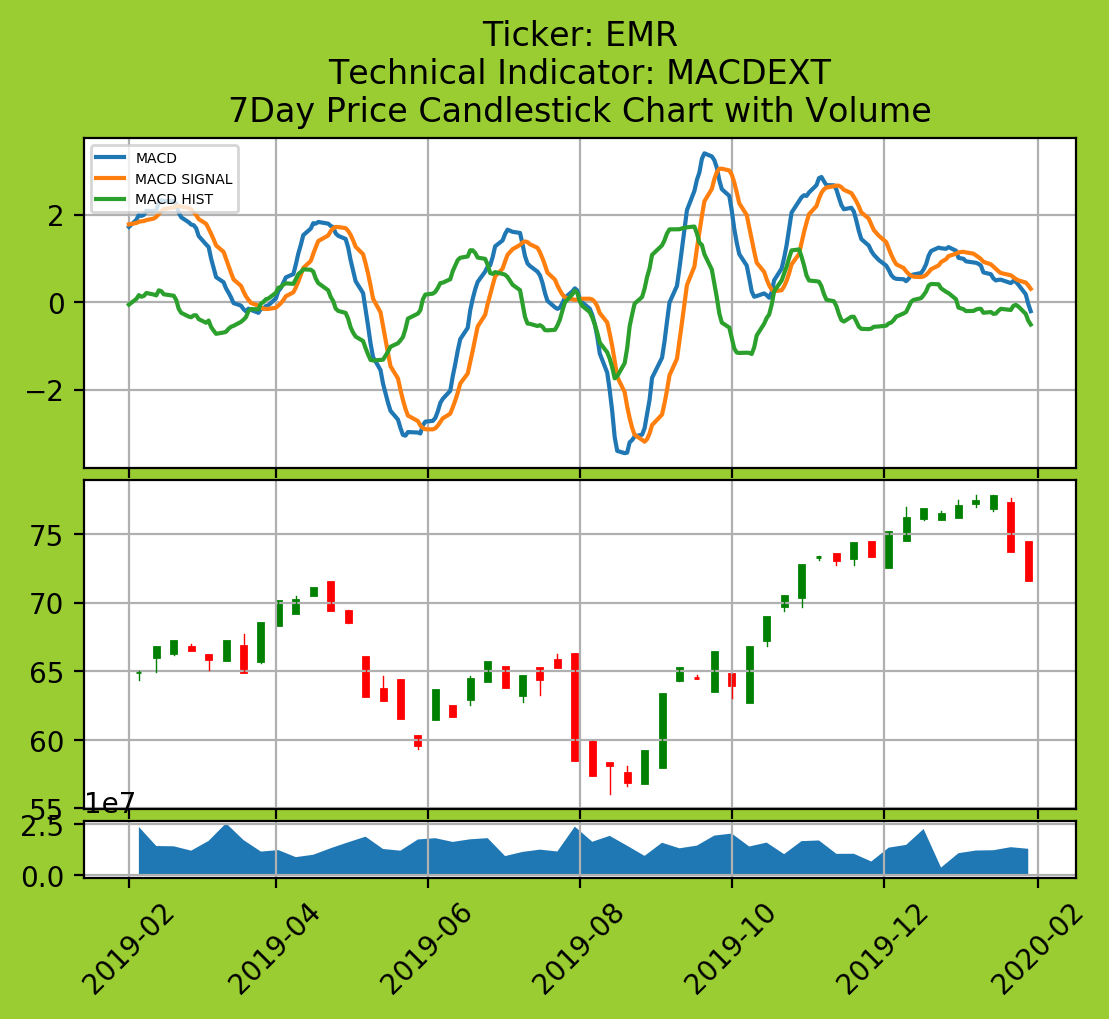 Ticker: EMR
Technical Indicator: MACDEXT
7Day Price Candlestick Chart with Volume
MACD
MACD SIGNAL
MACD HIST
2
0
−2
75
70
65
60
55
1e7
2.5
0.0
2019-02
2019-04
2019-06
2019-08
2019-10
2019-12
2020-02